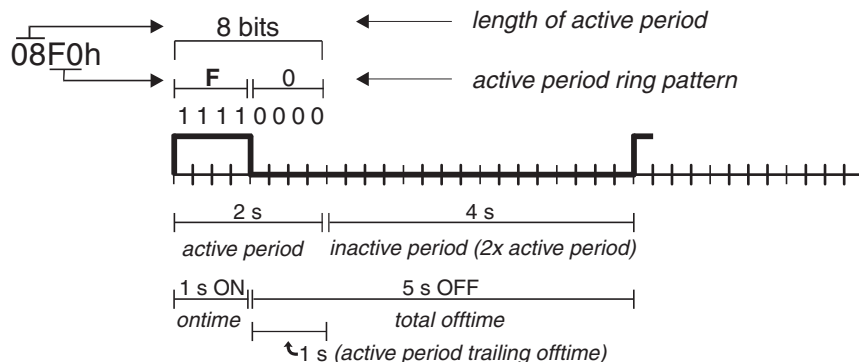 8 bits
length of active period
08F0h
F 0
active period ring pattern
1 1 1 1 0 0 0 0
2 s 4 s
active period inactive period (2x active period)
1 s ON 5 s OFF
ontime total offtime
1 s (active period trailing offtime)